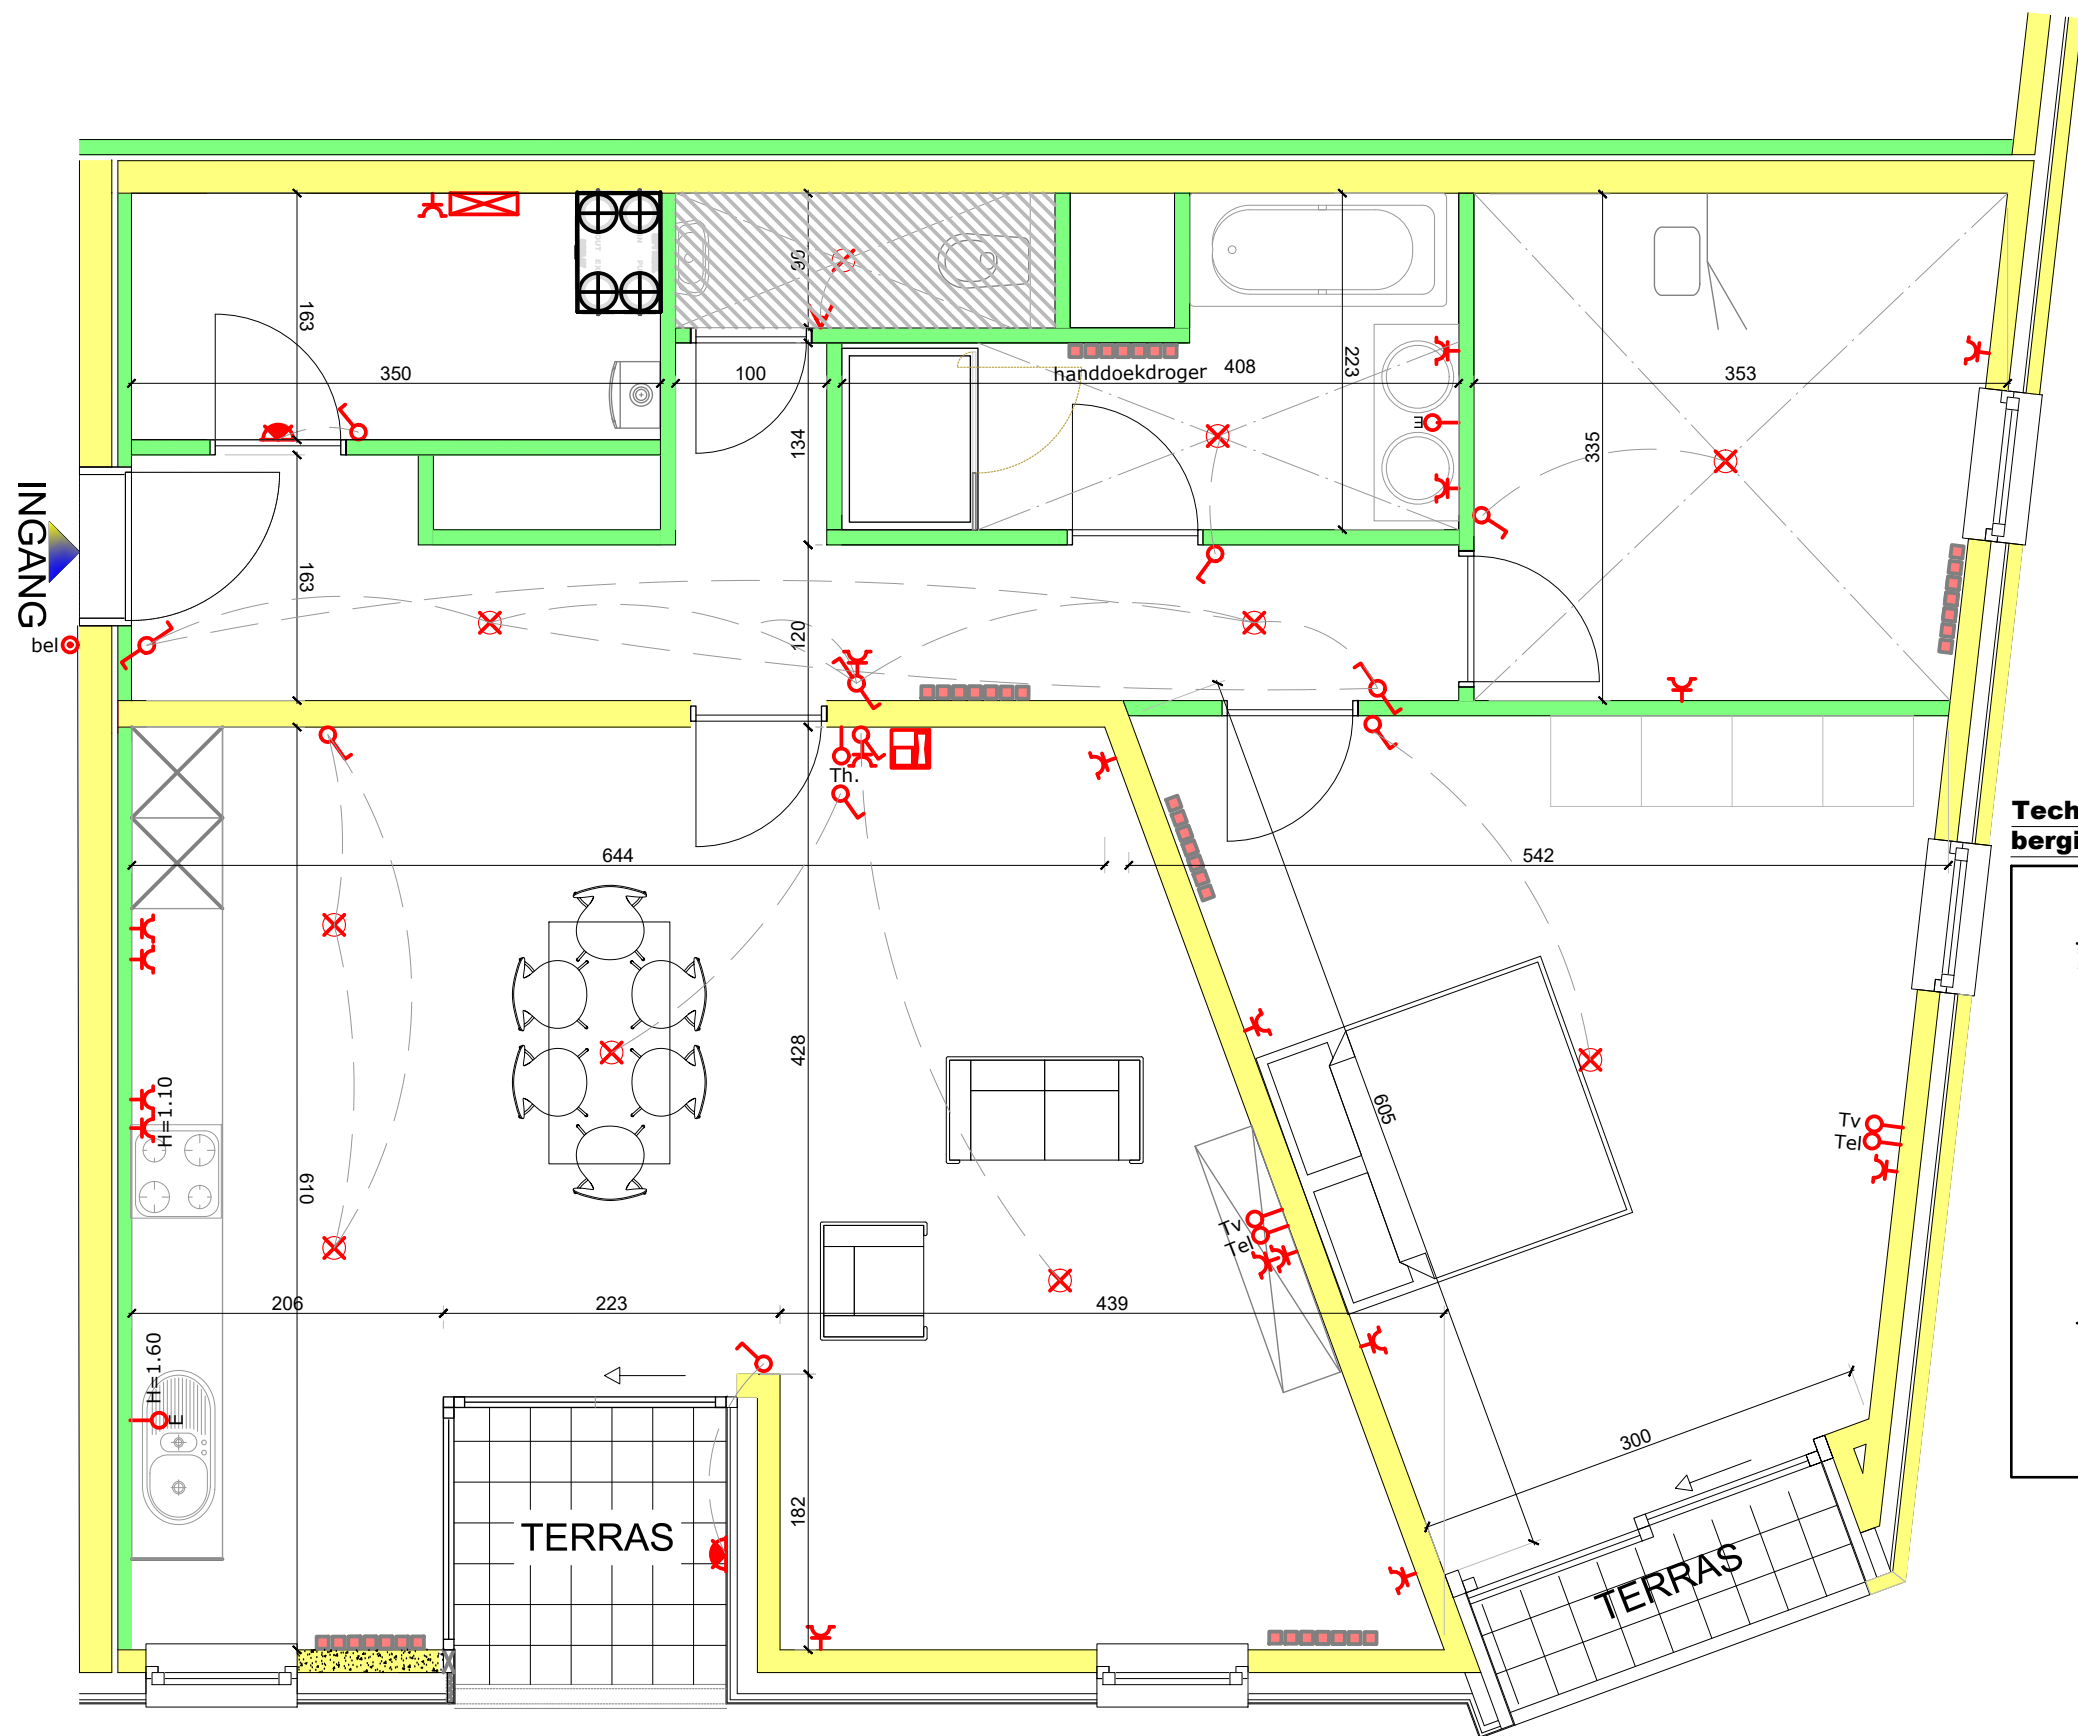 90
163
350
100
handdoekdroger
408
223
353
134
335
E
INGANG
163
120
bel
Th.
644
542
Tech
bergi
428
H=1.10
605
610
Tv
Tel
Tv
Tel
206
223
439
H=1.60
E
300
182
TERRAS
TERRAS